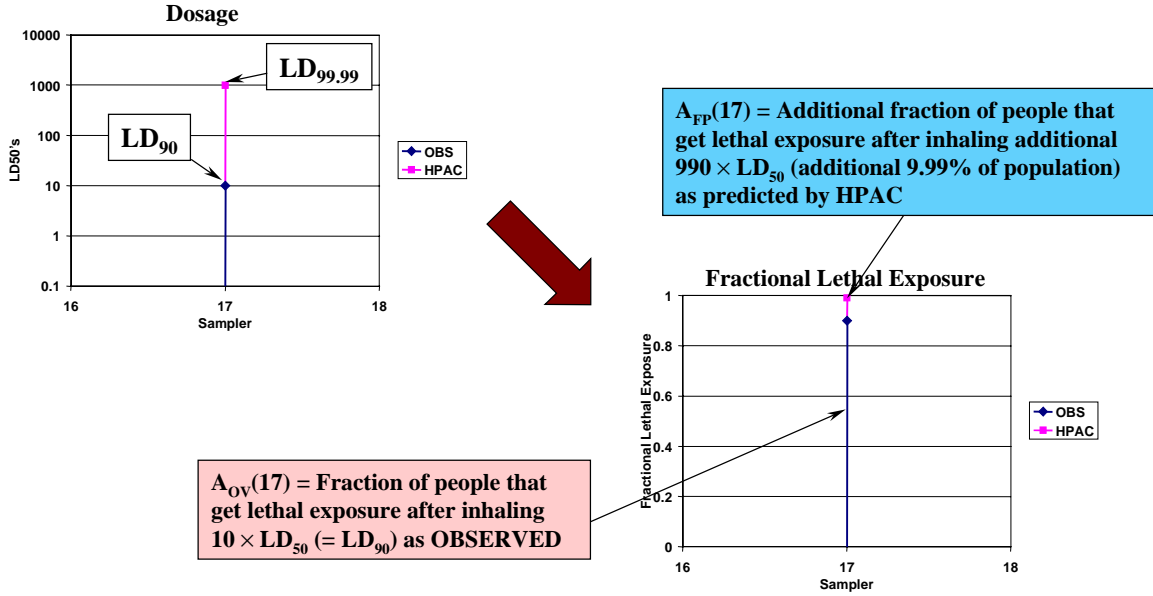 Dosage
10000
1000
100
10
1
0.1
LD50's
16
17
18
Sampler
LD99.99
LD90
OBS
HPAC
AFP(17) = Additional fraction of people that
get lethal exposure after inhaling additional
990 × LD50 (additional 9.99% of population)
as predicted by HPAC
Fractional Lethal Exposure
1
0.8
0.6
0.4
0.2
0
Fractional Lethal Exposure
16
17
18
Sampler
OBS
HPAC
AOV(17) = Fraction of people that
get lethal exposure after inhaling
10 × LD50 (= LD90) as OBSERVED